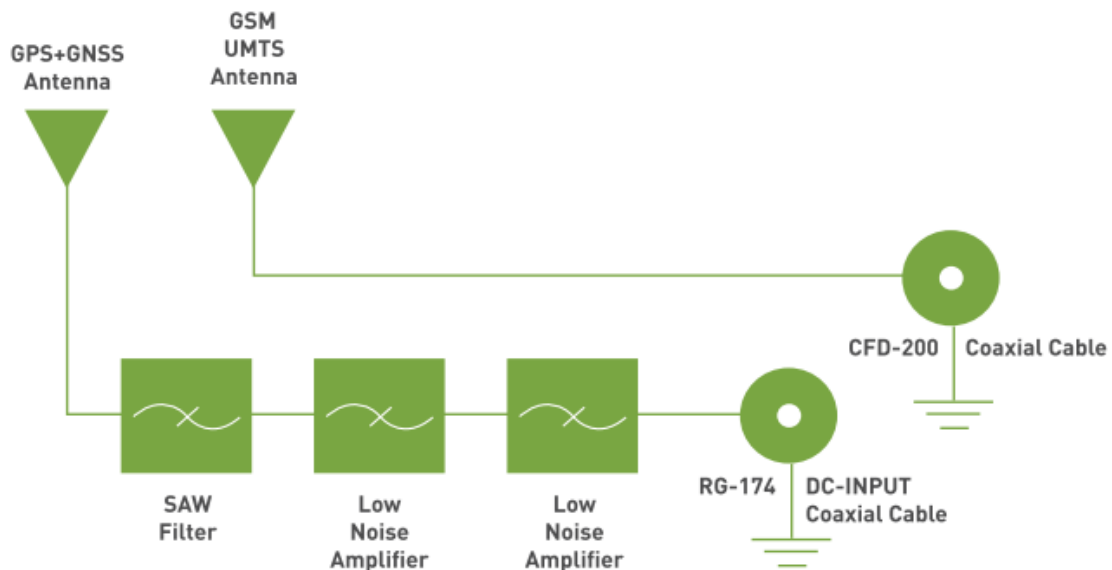 GPS+GNSS
Antenna
GSM
UMTS
Antenna
CFD-200
Coaxial Cable
SAW
Filter
Low
Noise
Amplifier
Low
Noise
Amplifier
RG-174
DC-INPUT
Coaxial Cable